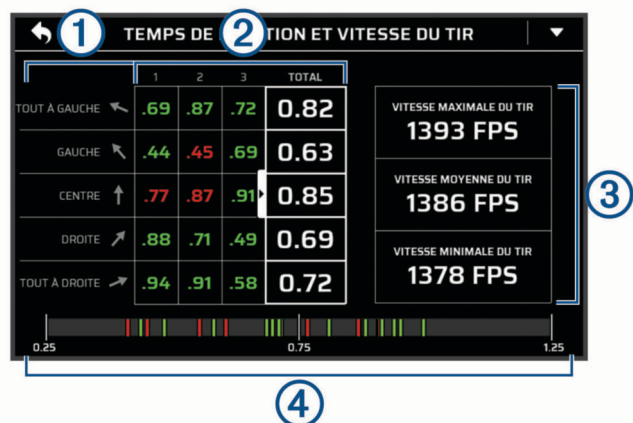 1
TEMPS DE 2 TION ET VITESSE DU TIR
1 2 3 TOTAL
TOUT À GAUCHE .69 .87 .72 0.82
GAUCHE .44 .45 .69 0.63
CENTRE .77 .87 .91 0.85
DROITE .88 .71 .49 0.69
TOUT À DROITE .94 .91 .58 0.72
VITESSE MAXIMALE DU TIR
1393 FPS
VITESSE MOYENNE DU TIR
1386 FPS
VITESSE MINIMALE DU TIR
1378 FPS
3
0.25 0.75 1.25
4